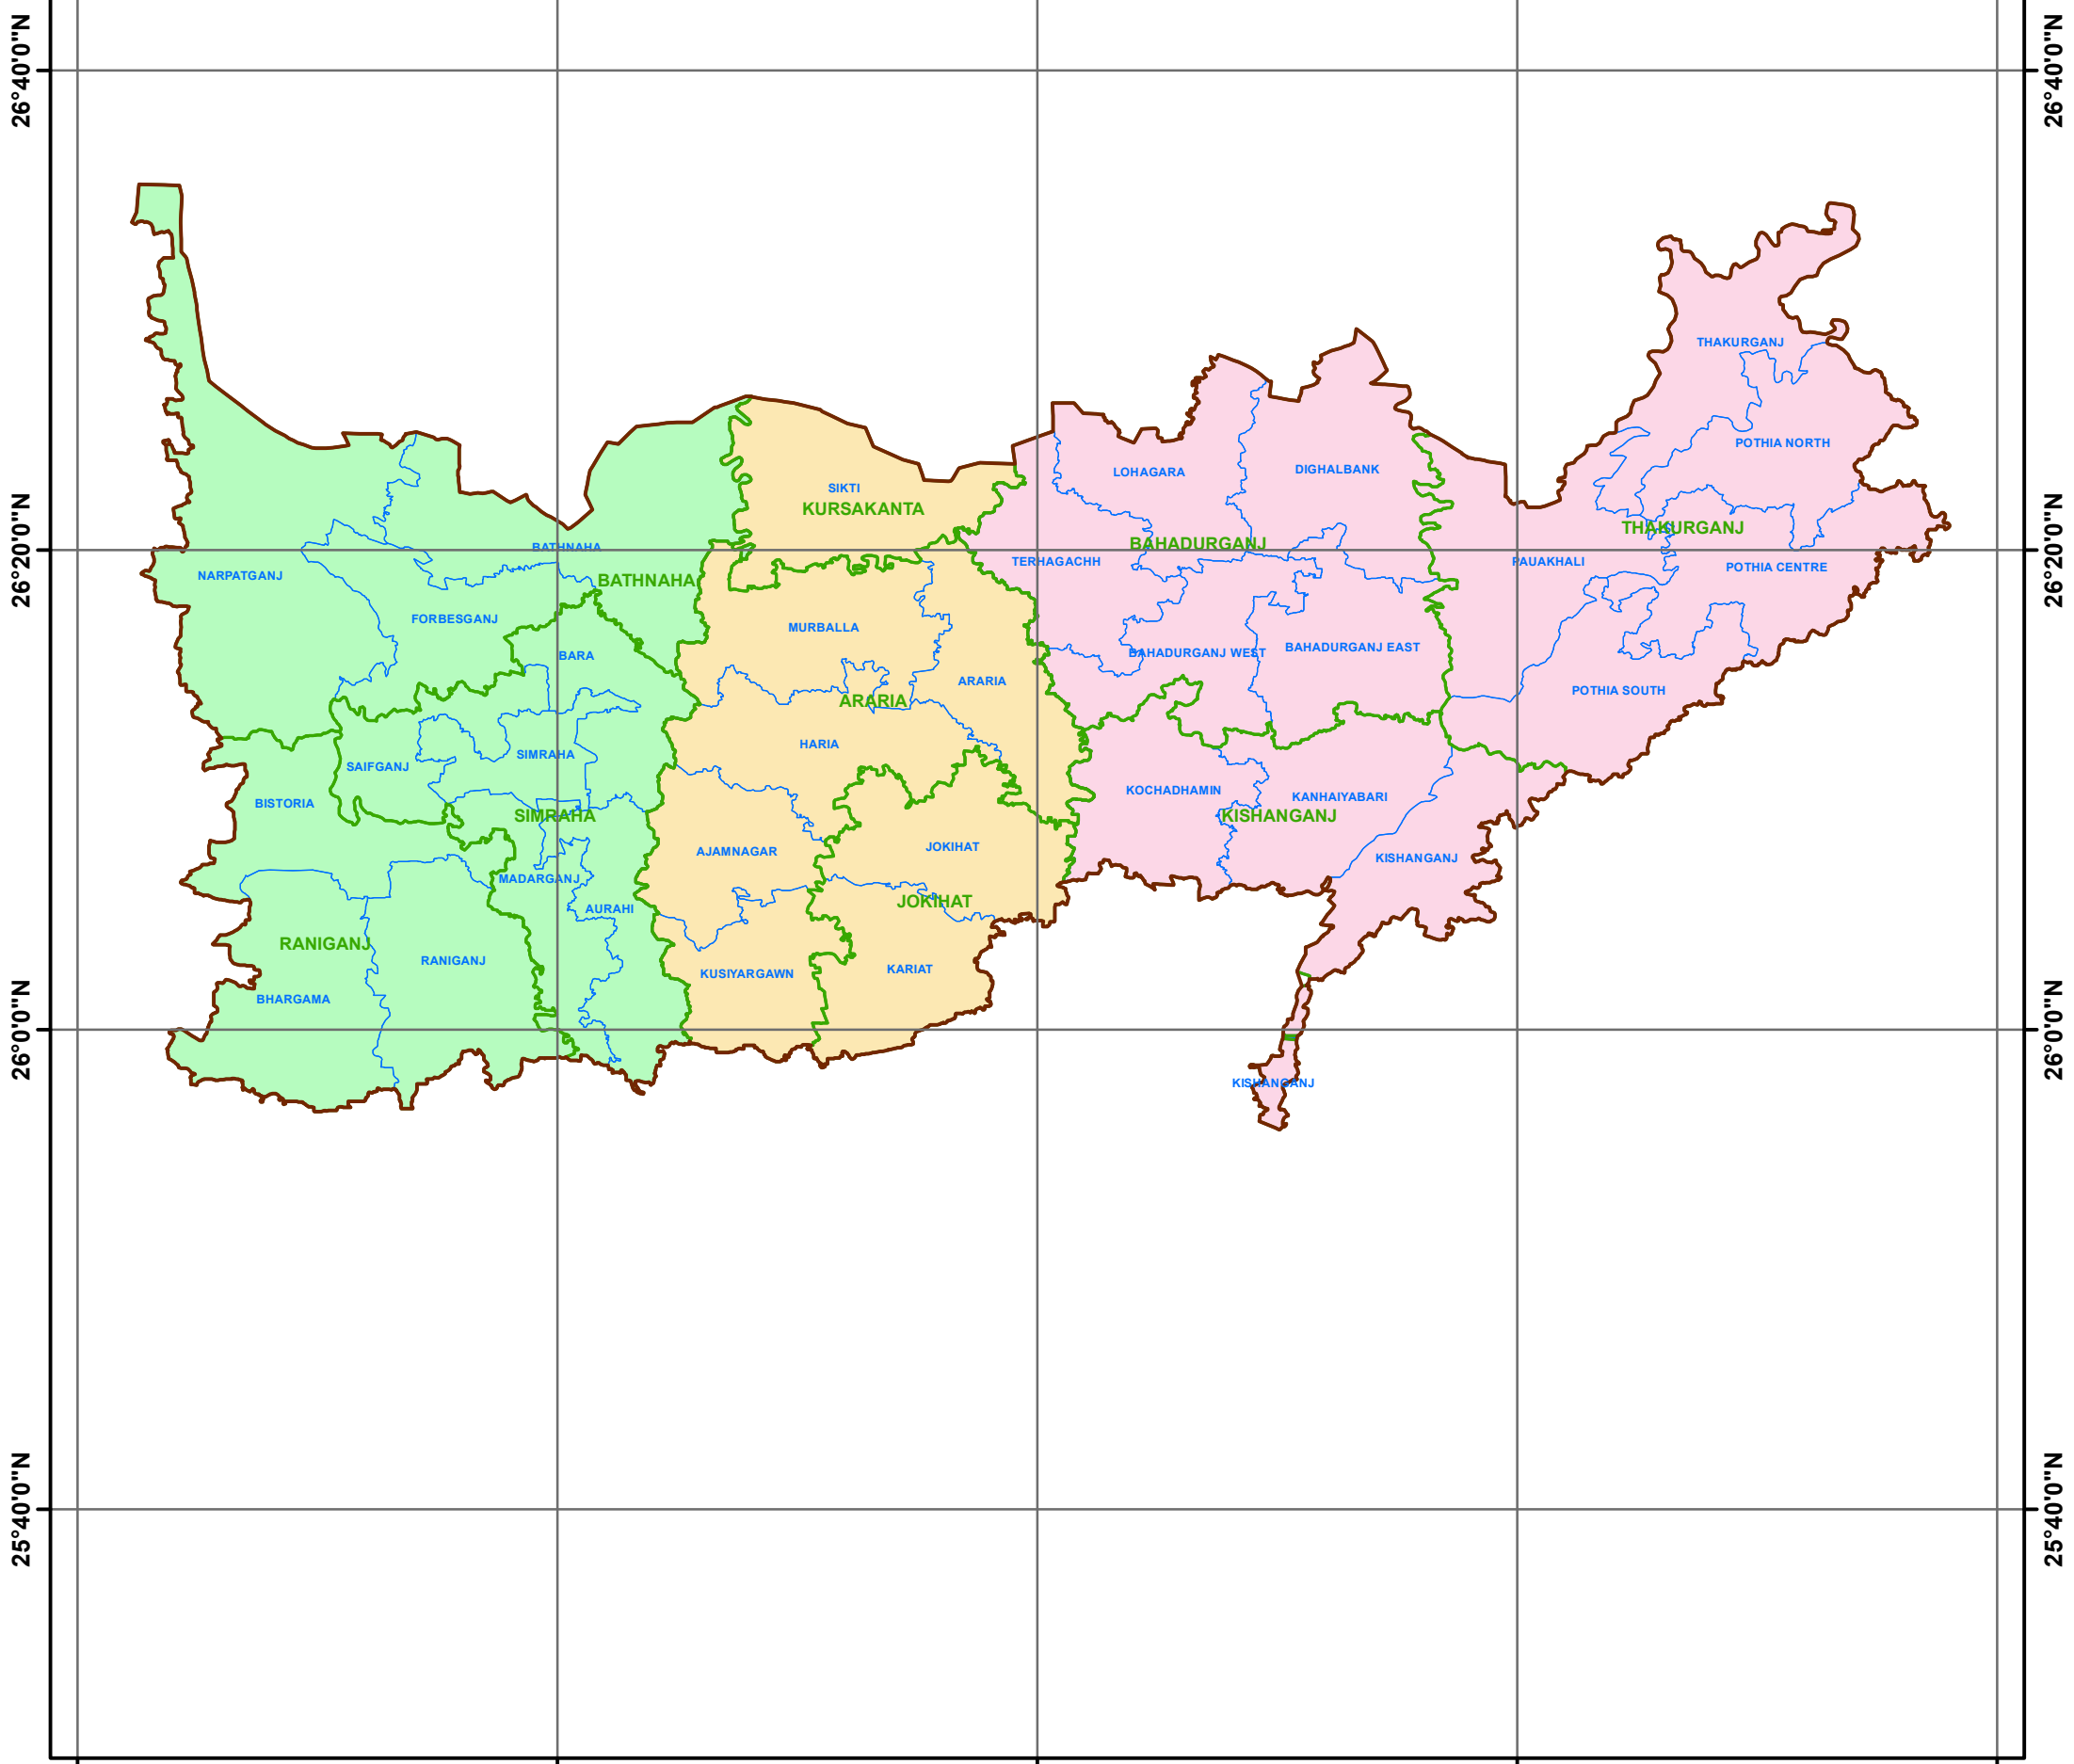 26°40'0"N
26°40'0"N
THAKURGANJ
POTHIA NORTH
LOHAGARA
DIGHALBANK
SIKTI
KURSAKANTA
THAKURGANJ
BAHADURGANJ
BATHNAHA
26°20'0"N
26°20'0"N
TERHAGACHH
PAUAKHALI
POTHIA CENTRE
NARPATGANJ
BATHNAHA
FORBESGANJ
MURBALLA
BAHADURGANJ EAST
BAHADURGANJ WEST
BARA
ARARIA
POTHIA SOUTH
ARARIA
HARIA
SIMRAHA
SAIFGANJ
KOCHADHAMIN
KANHAIYABARI
BISTORIA
SIMRAHA
KISHANGANJ
JOKIHAT
AJAMNAGAR
KISHANGANJ
MADARGANJ
JOKIHAT
AURAHI
RANIGANJ
RANIGANJ
KARIAT
KUSIYARGAWN
BHARGAMA
26°0'0"N
26°0'0"N
KISHANGANJ
25°40'0"N
25°40'0"N